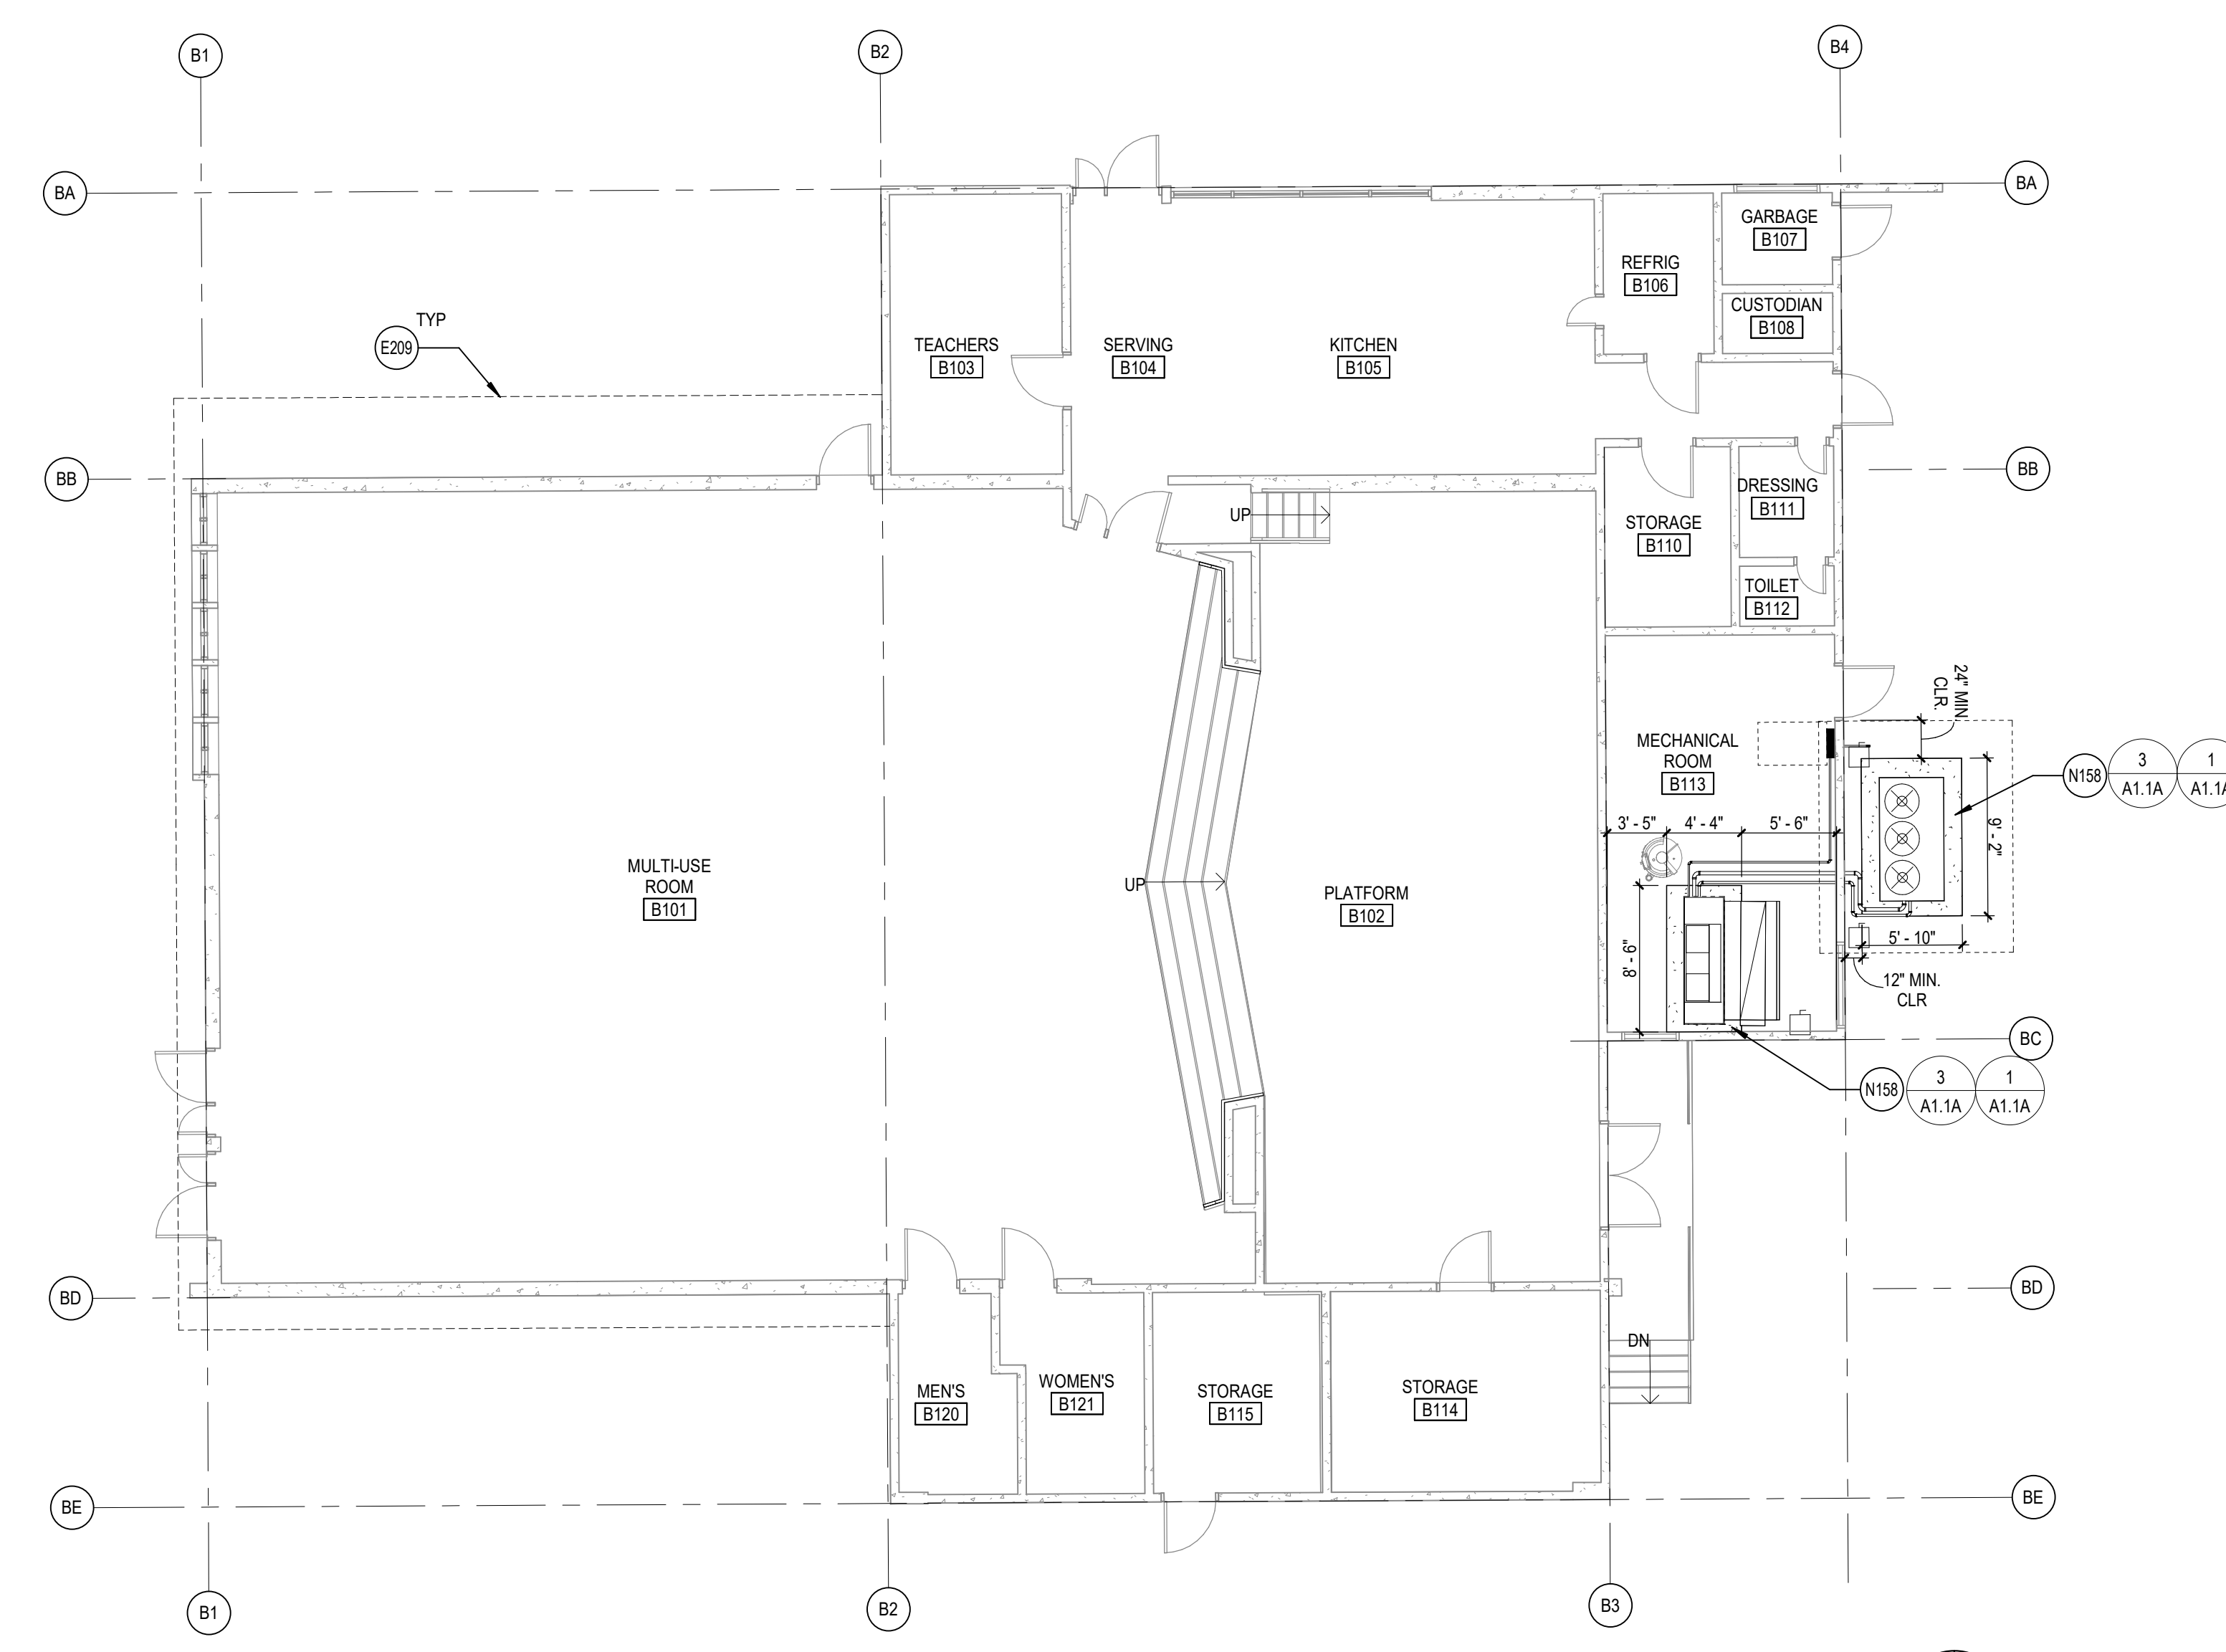 B1
B2
B4
BA
BA
GARBAGE
B107
REFRIG
B106
CUSTODIAN
B108
TYP
E209
TEACHERS
B103
SERVING
B104
KITCHEN
B105
BB
BB
DRESSING
B111
UP
STORAGE
B110
TOILET
B112
24" MIN
CLR.
MECHANICAL
ROOM
B113
N158
3
A1.1A
1
3' - 5"
4' - 4"
5' - 6"
9' - 2"
MULTI-USE
ROOM
B101
UP
PLATFORM
B102
8' - 6"
5' - 10"
12" MIN.
CLR
BC
N158
3
A1.1A
1
A1.1A
BD
BD
DN
MEN'S
B120
WOMEN'S
B121
STORAGE
B115
STORAGE
B114
BE
BE
B1
B2
B3